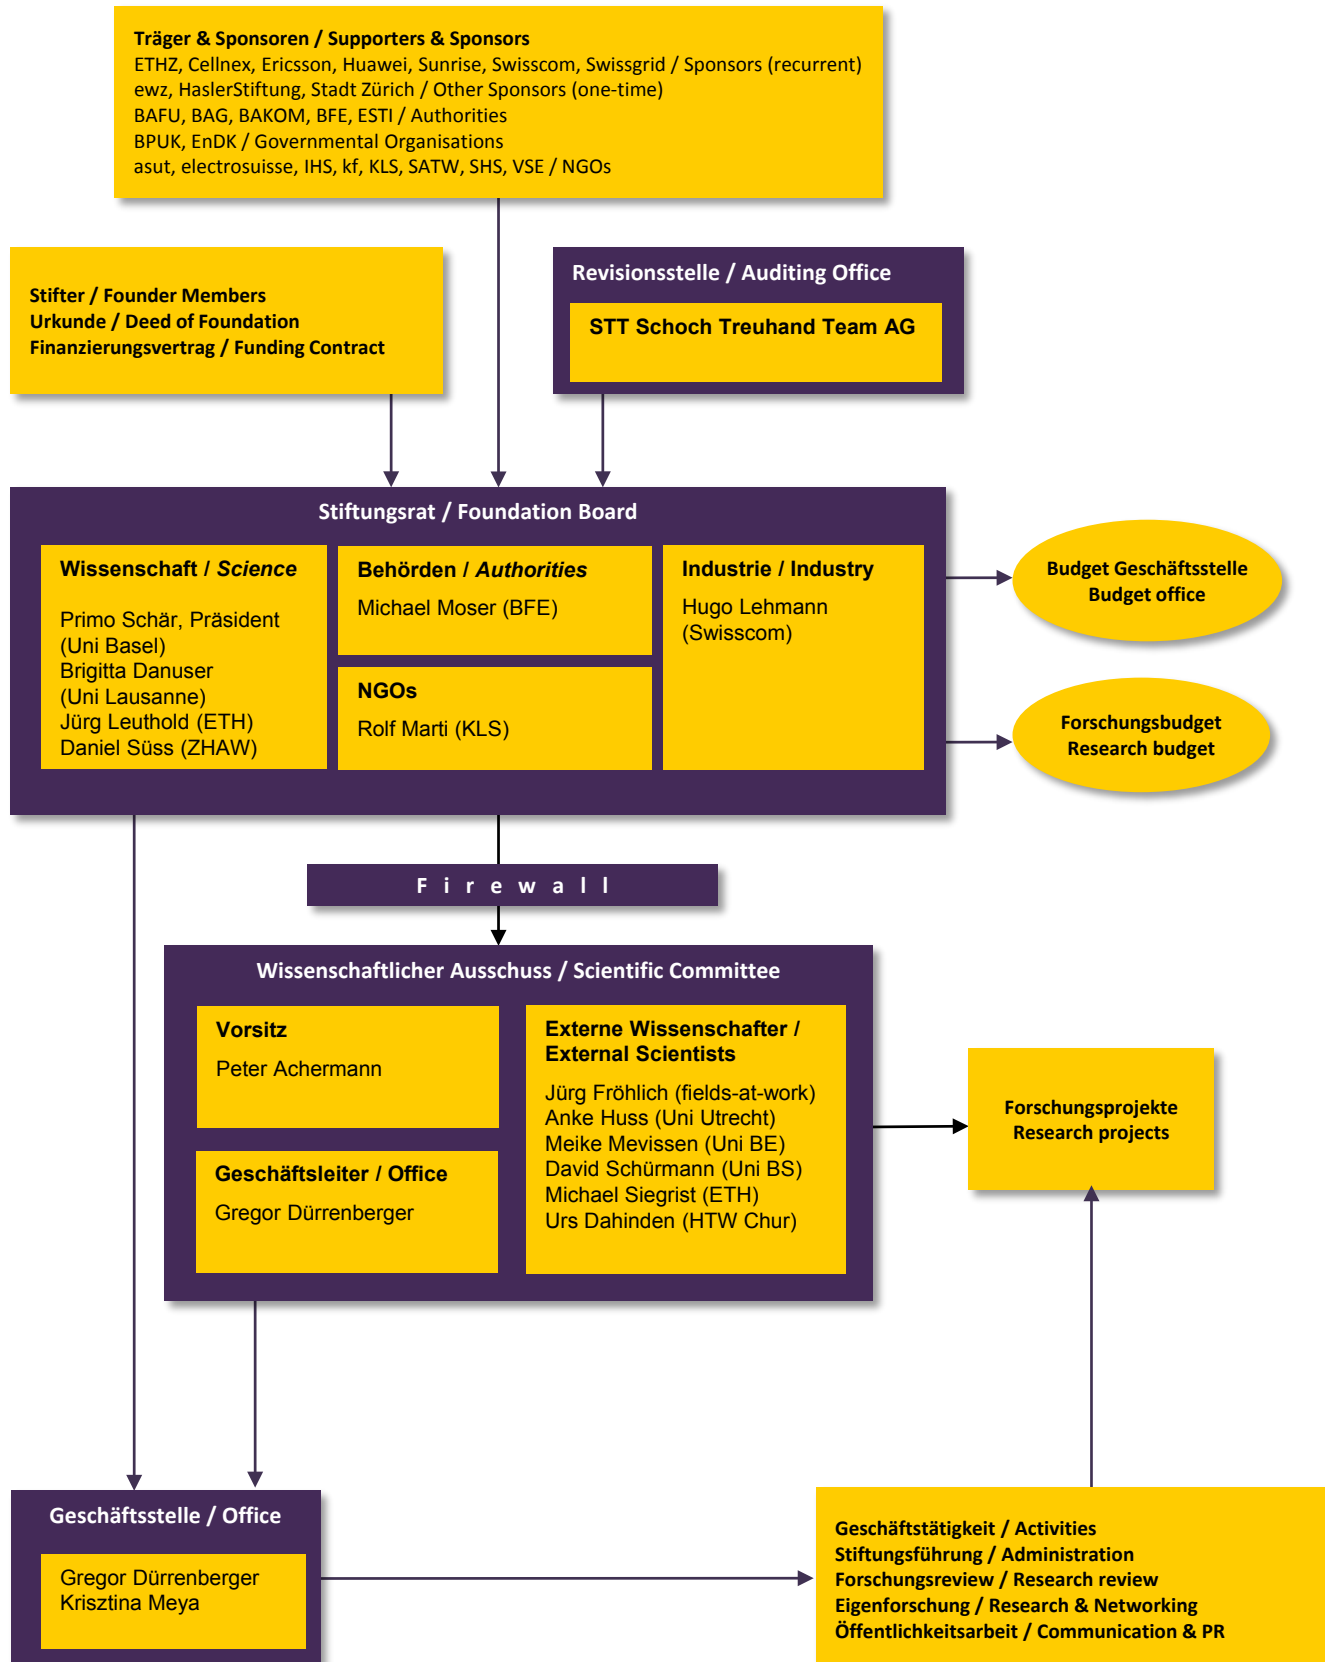 Träger & Sponsoren / Supporters & Sponsors
ETHZ, Cellnex, Ericsson, Huawei, Sunrise, Swisscom, Swissgrid / Sponsors (recurrent)
ewz, HaslerStiftung, Stadt Zürich / Other Sponsors (one-time)
BAFU, BAG, BAKOM, BFE, ESTI / Authorities
BPUK, EnDK / Governmental Organisations
asut, electrosuisse, IHS, kf, KLS, SATW, SHS, VSE / NGOs
Stifter / Founder Members
Urkunde / Deed of Foundation
Finanzierungsvertrag / Funding Contract
Revisionsstelle / Auditing Office
STT Schoch Treuhand Team AG
Stiftungsrat / Foundation Board
Wissenschaft / Science
Primo Schär, Präsident
(Uni Basel)
Brigitta Danuser
(Uni Lausanne)
Jürg Leuthold (ETH)
Daniel Süss (ZHAW)
Behörden / Authorities
Michael Moser (BFE)
NGOs
Rolf Marti (KLS)
Industrie / Industry
Hugo Lehmann
(Swisscom)
Budget Geschäftsstelle
Budget office
Forschungsbudget
Research budget
F i r e w a l l
Wissenschaftlicher Ausschuss / Scientific Committee
Vorsitz
Peter Achermann
Geschäftsleiter / Office
Gregor Dürrenberger
Externe Wissenschafter /
External Scientists
Jürg Fröhlich (fields-at-work)
Anke Huss (Uni Utrecht)
Meike Mevissen (Uni BE)
David Schürmann (Uni BS)
Michael Siegrist (ETH)
Urs Dahinden (HTW Chur)
Forschungsprojekte
Research projects
Geschäftsstelle / Office
Gregor Dürrenberger
Krisztina Meya
Geschäftstätigkeit / Activities
Stiftungsführung / Administration
Forschungsreview / Research review
Eigenforschung / Research & Networking
Öffentlichkeitsarbeit / Communication & PR